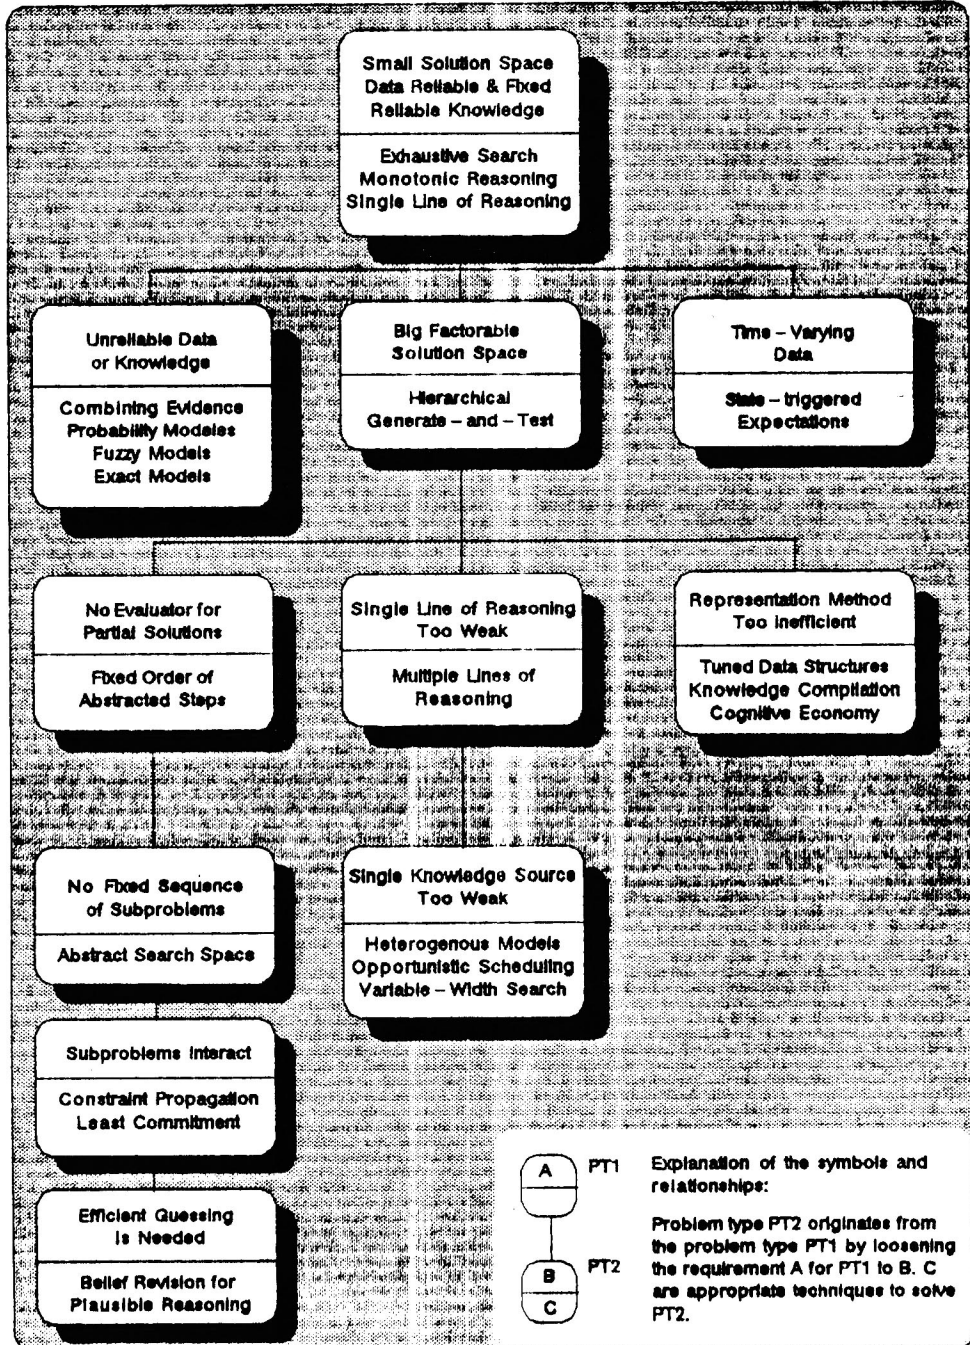 Small Solution Space
Data Reliable & Fixed
Reliable Knowledge
Exhaustive Search
Monotonic Reasoning
Single Line of Reasoning
Unreliable Data
or Knowledge
Combining Evidence
Probability Modeles
Fuzzy Models
Exact Models
Big Factorable
Solution Space
Hierarchical
Generate – and – Test
Time – Varying
Data
State – triggered
Expectations
No Evaluator for
Partial Solutions
Fixed Order of
Abstracted Steps
Single Line of Reasoning
Too Weak
Multiple Lines of
Reasoning
Representation Method
Too Inefficient
Tuned Data Structures
Knowledge Compilation
Cognitive Economy
No Fixed Sequence
of Subproblems
Abstract Search Space
Single Knowledge Source
Too Weak
Heterogenous Models
Opportunistic Scheduling
Variable – Width Search
Subproblems Interact
Constraint Propagation
Least Commitment
Efficient Guessing
is Needed
Belief Revision for
Plausible Reasoning
A PT1
B PT2
C
Explanation of the symbols and
relationships:
Problem type PT2 originates from
the problem type PT1 by loosening
the requirement A for PT1 to B. C
are appropriate techniques to solve
PT2.